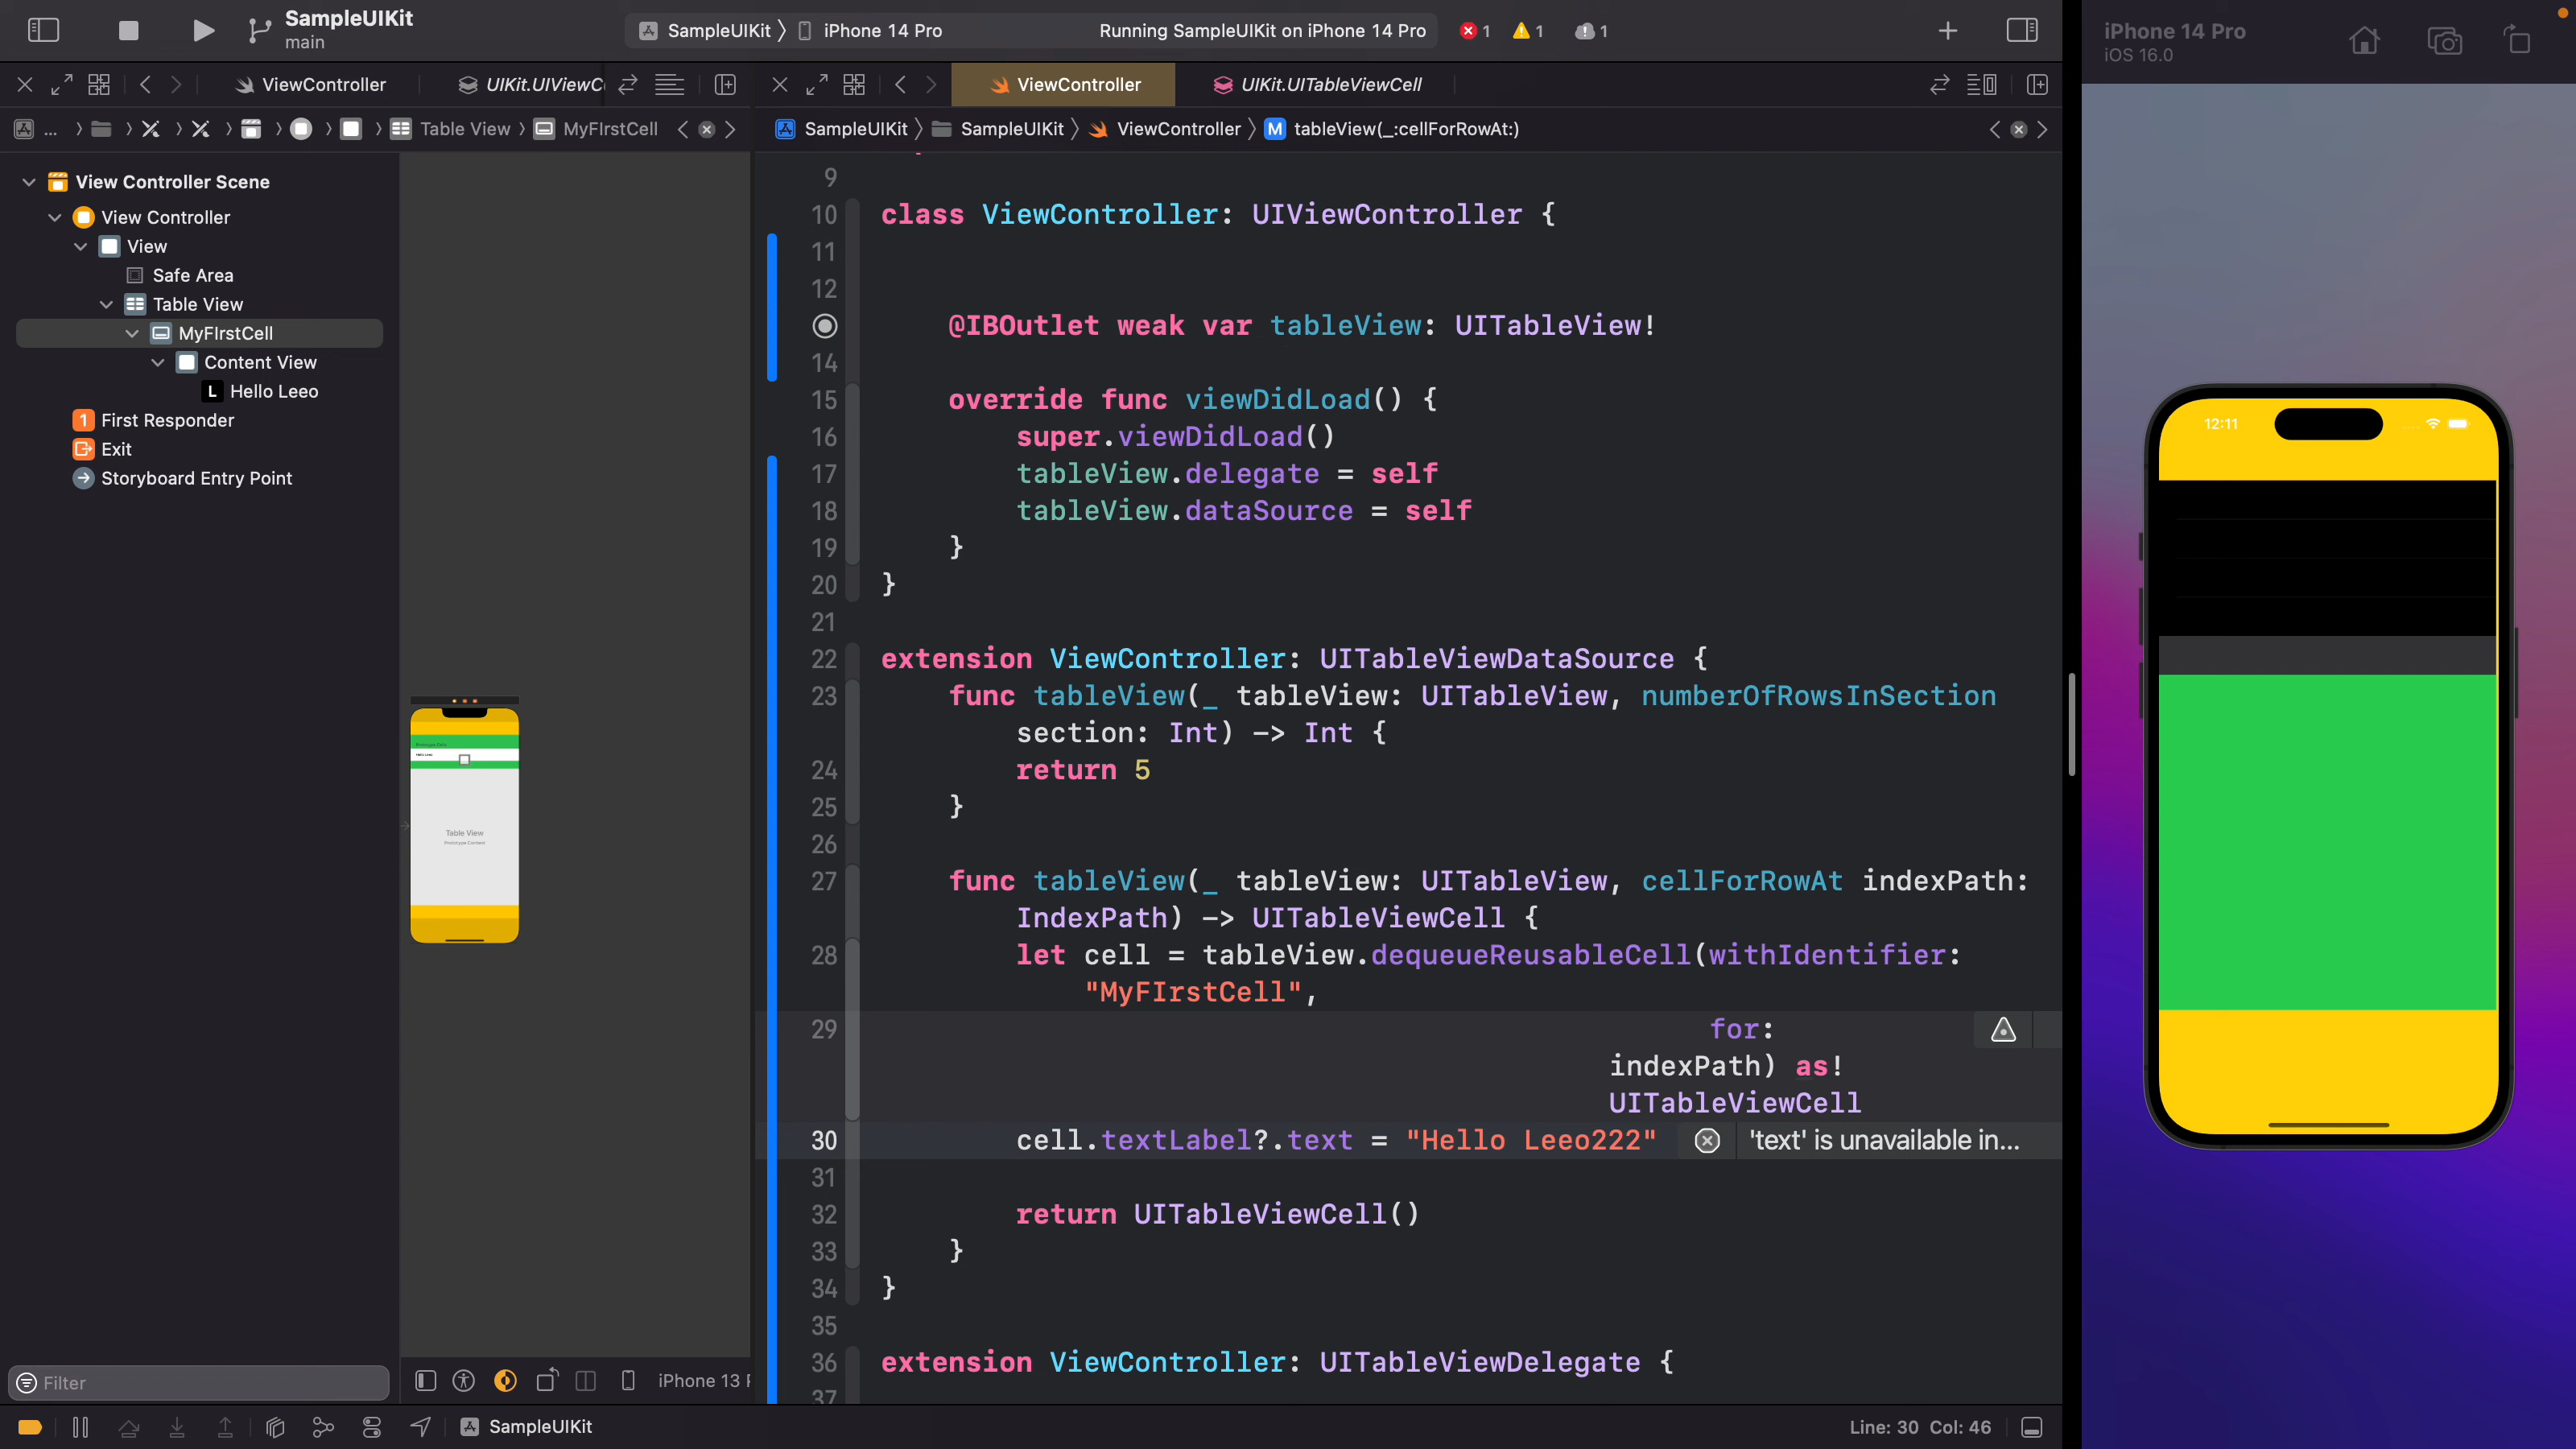 SampleUIKit
main
SampleUIKit
iPhone 14 Pro
Running SampleUIKit on iPhone 14 Pro
1
1
1
iPhone 14 Pro
iOS 16.0
ViewController
UIKit.UIViewC
ViewController
UIKit.UITableViewCell
...
Table View
MyFIrstCell
SampleUIKit
SampleUIKit
ViewController
M
tableView(_:cellForRowAt:)
View Controller Scene
View Controller
View
Safe Area
Table View
MyFIrstCell
Content View
L Hello Leeo
1 First Responder
Exit
Storyboard Entry Point
Table View
Prototype Content
9
10 class ViewController: UIViewController {
11
12
@IBOutlet weak var tableView: UITableView!
14
15 override func viewDidLoad() {
16 super.viewDidLoad()
17 tableView.delegate = self
18 tableView.dataSource = self
19 }
20 }
21
22 extension ViewController: UITableViewDataSource {
23 func tableView(_ tableView: UITableView, numberOfRowsInSection
section: Int) -> Int {
24 return 5
25 }
26
27 func tableView(_ tableView: UITableView, cellForRowAt indexPath:
IndexPath) -> UITableViewCell {
28 let cell = tableView.dequeueReusableCell(withIdentifier:
"MyFIrstCell",
29 for:
indexPath) as!
UITableViewCell
30 cell.textLabel?.text = "Hello Leeo222" 'text' is unavailable in...
31
32 return UITableViewCell()
33 }
34 }
35
36 extension ViewController: UITableViewDelegate {
37
12:11
Filter
iPhone 13
SampleUIKit
Line: 30 Col: 46